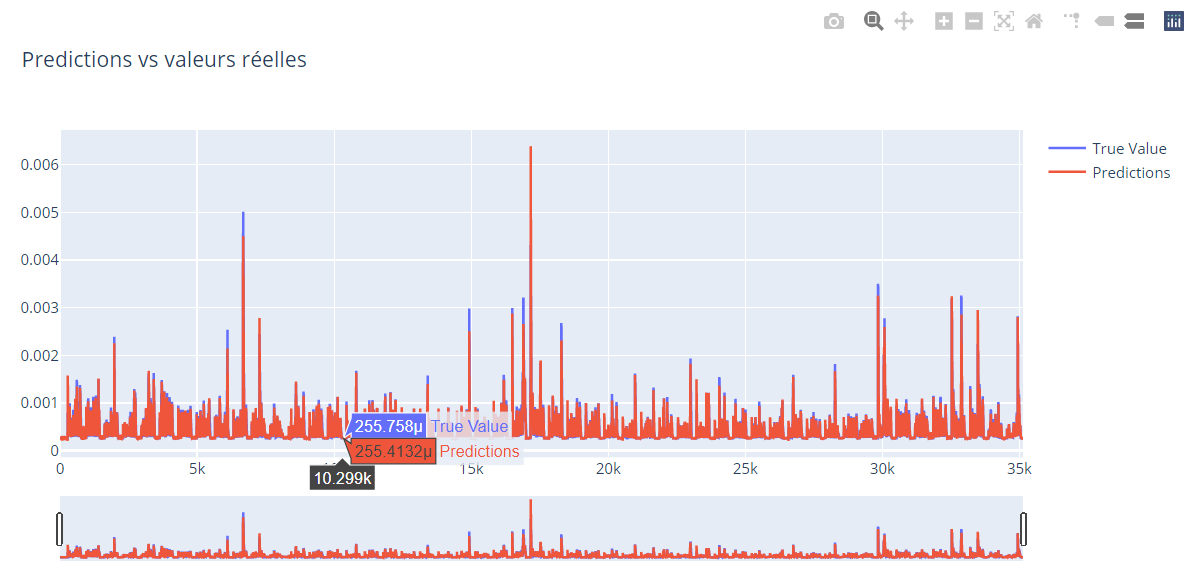 Predictions vs valeurs réelles
True Value
Predictions
0.006
0.005
0.004
0.003
0.002
0.001
0
255.758µ True Value
255.4132µ Predictions
0 5k 15k 20k 25k 30k 35k
10.299k